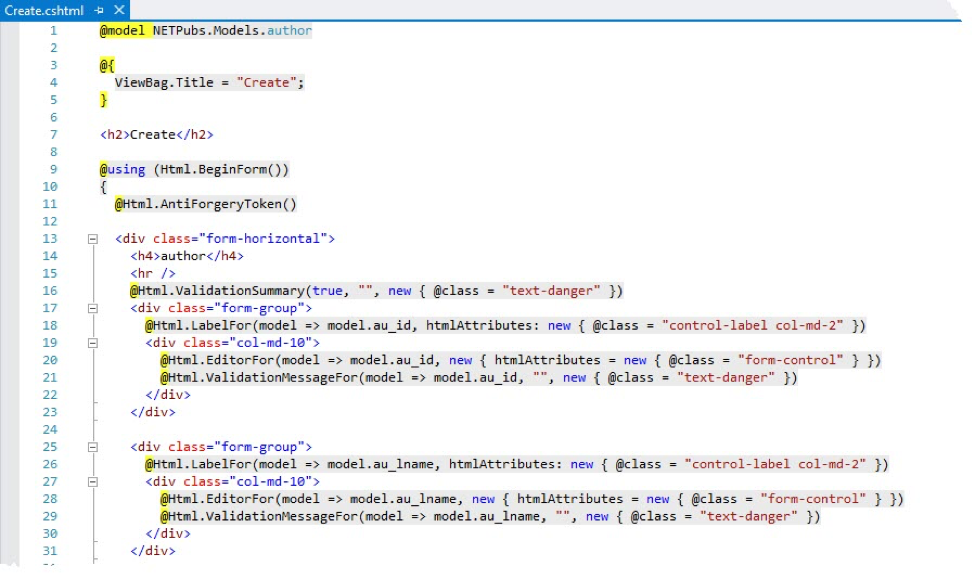 Create.cshtml
1 @model NETPubs.Models.author
2
3 @{
4 ViewBag.Title = "Create";
5 }
6
7 <h2>Create</h2>
8
9 @using (Html.BeginForm())
10 {
11 @Html.AntiForgeryToken()
12
13 <div class="form-horizontal">
14 <h4>author</h4>
15 <hr />
16 @Html.ValidationSummary(true, "", new { @class = "text-danger" })
17 <div class="form-group">
18 @Html.LabelFor(model => model.au_id, htmlAttributes: new { @class = "control-label col-md-2" })
19 <div class="col-md-10">
20 @Html.EditorFor(model => model.au_id, new { htmlAttributes = new { @class = "form-control" } })
21 @Html.ValidationMessageFor(model => model.au_id, "", new { @class = "text-danger" })
22 </div>
23 </div>
24
25 <div class="form-group">
26 @Html.LabelFor(model => model.au_lname, htmlAttributes: new { @class = "control-label col-md-2" })
27 <div class="col-md-10">
28 @Html.EditorFor(model => model.au_lname, new { htmlAttributes = new { @class = "form-control" } })
29 @Html.ValidationMessageFor(model => model.au_lname, "", new { @class = "text-danger" })
30 </div>
31 </div>